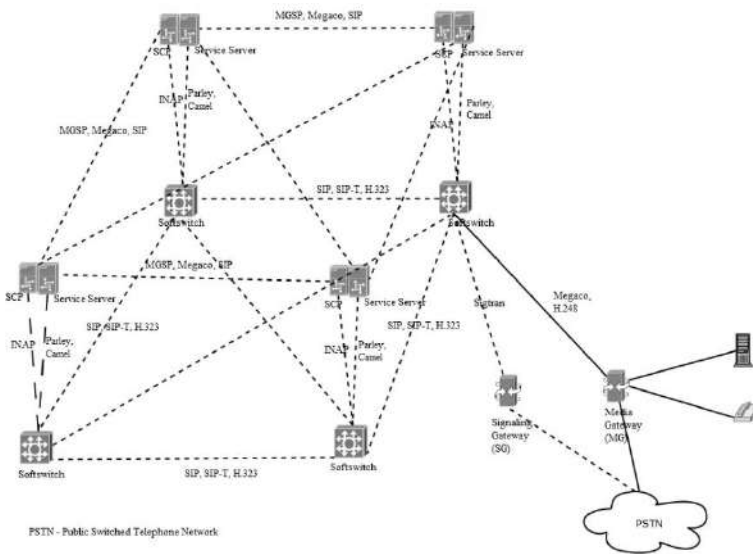 MGSP, Megaco, SIP
SCP
Service Server
SCP
Service Server
INAP
Parley,
Camel
INAP
Parley,
Camel
MGSP, Megaco, SIP
SIP, SIP-T, H.323
Softswitch
Softswitch
MGSP, Megaco, SIP
SCP
Service Server
SCP
Service Server
Sigtran
Megaco,
H.248
SIP, SIP-T, H.323
SIP, SIP-T, H.323
INAP
Parley,
Camel
INAP
Parley,
Camel
Signaling
Gateway
(SG)
Media
Gateway
(MG)
Softswitch
Softswitch
SIP, SIP-T, H.323
PSTN
PSTN - Public Switched Telephone Network